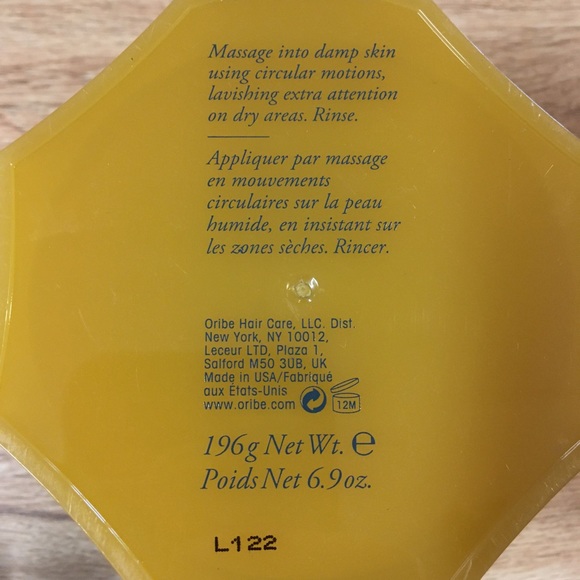 Massage into damp skin
using circular motions,
lavishing extra attention
on dry areas. Rinse.
Appliquer par massage
en mouvements
circulaires sur la peau
humide, en insistant sur
les zones sèches. Rincer.
Oribe Hair Care, LLC. Dist.
New York, NY 10012,
Leceur LTD, Plaza 1,
Salford M50 3UB, UK
Made in USA/Fabriqué
aux États-Unis
www.oribe.com 12M
196g Net Wt. ℮
Poids Net 6.9oz.
L122